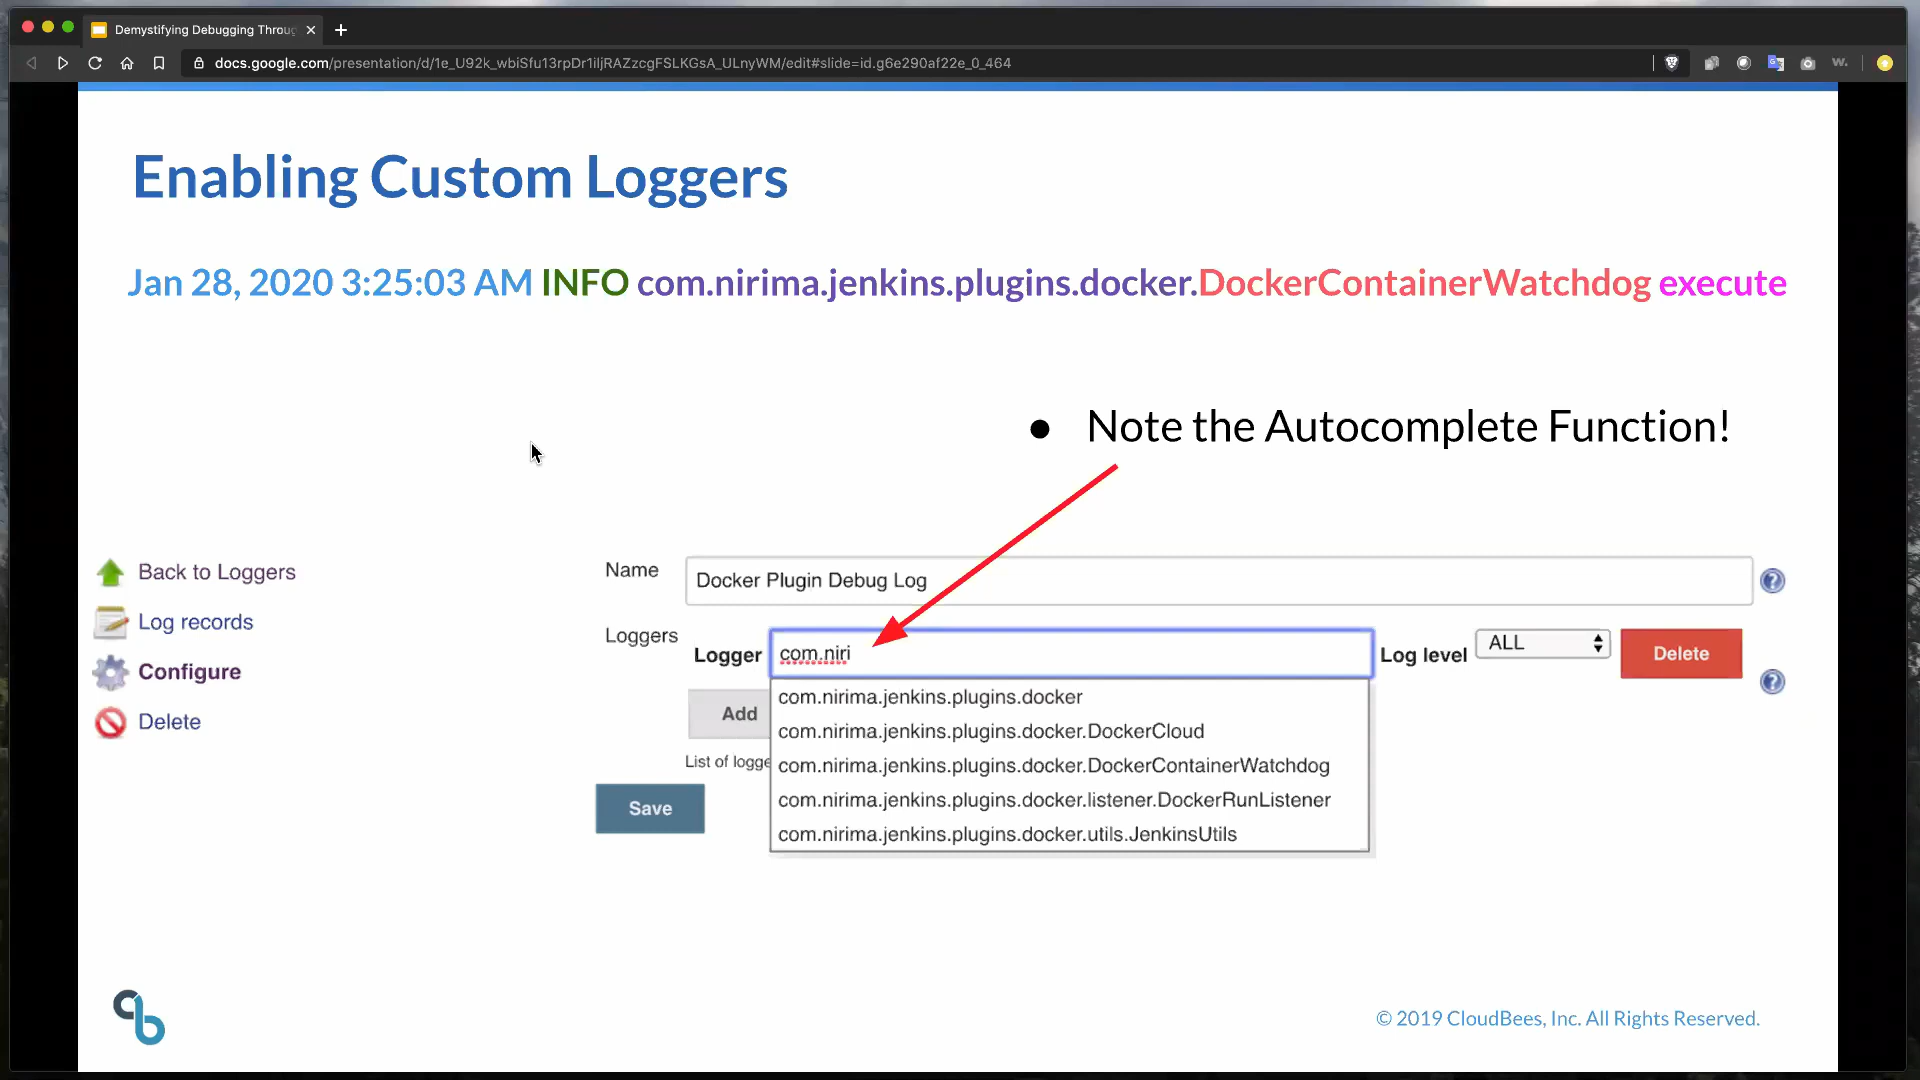 Demystifying Debugging Throu
docs.google.com/presentation/d/1e_U92k_wbiSfu13rpDr1iljRAZzcgFSLKGsA_ULnyWM/edit#slide=id.g6e290af22e_0_464
Enabling Custom Loggers
Jan 28, 2020 3:25:03 AM INFO com.nirima.jenkins.plugins.docker.DockerContainerWatchdog execute
● Note the Autocomplete Function!
Back to Loggers
Log records
Configure
Delete
Name Docker Plugin Debug Log
Loggers
Logger com.niri Log level ALL Delete
Add
List of logge
Save
com.nirima.jenkins.plugins.docker
com.nirima.jenkins.plugins.docker.DockerCloud
com.nirima.jenkins.plugins.docker.DockerContainerWatchdog
com.nirima.jenkins.plugins.docker.listener.DockerRunListener
com.nirima.jenkins.plugins.docker.utils.JenkinsUtils
© 2019 CloudBees, Inc. All Rights Reserved.